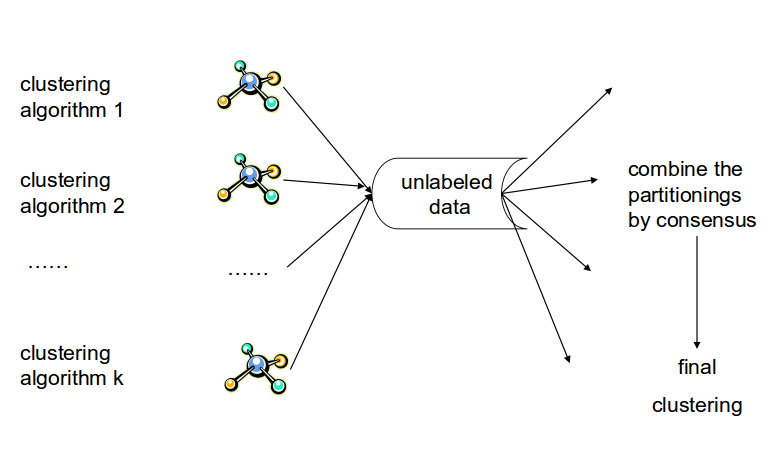 clustering
algorithm 1
clustering
algorithm 2
......
......
clustering
algorithm k
unlabeled
data
combine the
partitionings
by consensus
final
clustering